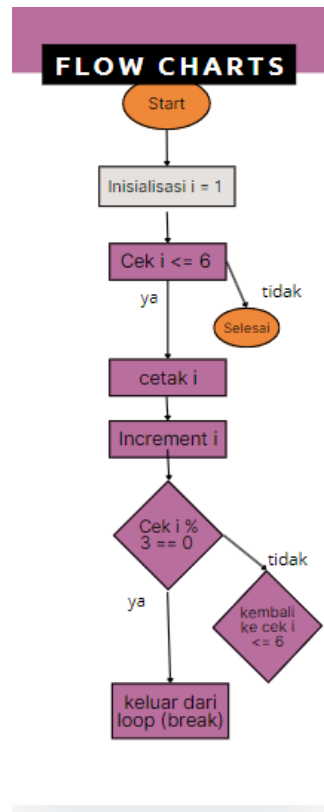 FLOW CHARTS
Start
Inisialisasi i = 1
Cek i <= 6
ya
tidak
Selesai
cetak i
Increment i
Cek i %
3 == 0
tidak
ya
kembali
ke cek i
<= 6
keluar dari
loop (break)